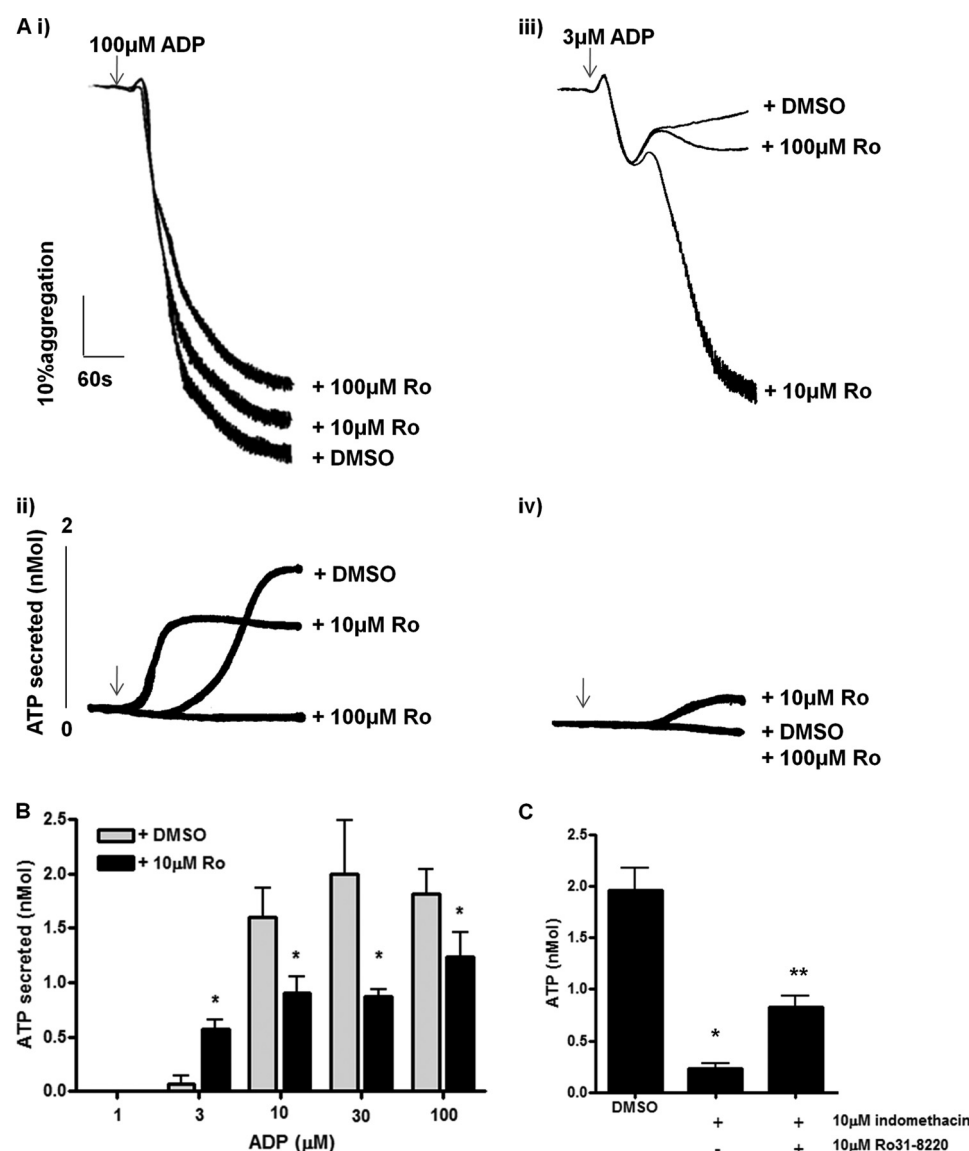 A i)
100µM ADP
10%aggregation
60s
+ 100µM Ro
+ 10µM Ro
+ DMSO
iii)
3µM ADP
+ DMSO
+ 100µM Ro
+ 10µM Ro
ii)
2
ATP secreted (nMol)
0
+ DMSO
+ 10µM Ro
+ 100µM Ro
iv)
+ 10µM Ro
+ DMSO
+ 100µM Ro
B
+ DMSO
+ 10µM Ro
ATP secreted (nMol)
2.5
2.0
1.5
1.0
0.5
0.0
* * * *
1 3 10 30 100
ADP (µM)
C
ATP (nMol)
2.5
2.0
1.5
1.0
0.5
0.0
* **
DMSO
+ + 10µM indomethacin
- + 10µM Ro31-8220